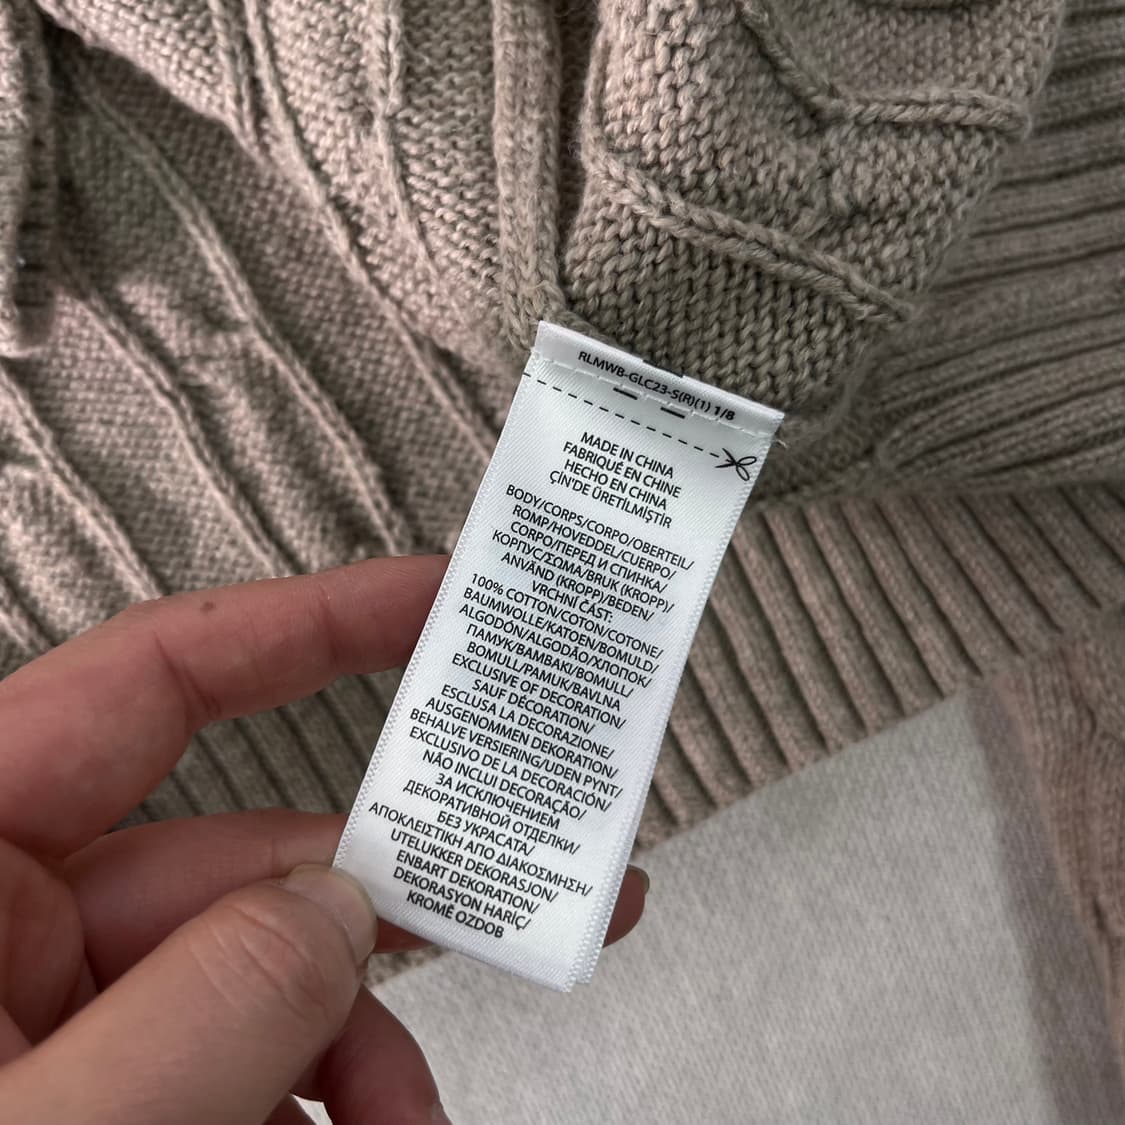 RLMWB-GLC23-S(R)(1) 1/8
MADE IN CHINA
FABRIQUÉ EN CHINE
HECHO EN CHINA
ÇİN'DE ÜRETİLMİŞTİR
BODY/CORPS/CORPO/OBERTEIL/
ROMP/HOVEDDEL/CUERPO/
CORPO/ПЕРЕД И СПИНКА/
КОРПУС/ΣΩΜΑ/BRUK (KROPP)/
ANVÄND (KROPP)/BEDEN/
VRCHNÍ ČÁST:
100% COTTON/COTON/COTONE/
BAUMWOLLE/KATOEN/BOMULD/
ALGODÓN/ALGODÃO/ХЛОПОК/
ПАМУК/ΒΑΜΒΑΚΙ/BOMULL/
BOMULL/PAMUK/BAVLNA
EXCLUSIVE OF DECORATION/
SAUF DÉCORATION/
ESCLUSA LA DECORAZIONE/
AUSGENOMMEN DEKORATION/
BEHALVE VERSIERING/UDEN PYNT/
EXCLUSIVO DE LA DECORACIÓN/
NÃO INCLUI DECORAÇÃO/
ЗА ИСКЛЮЧЕНИЕМ
ДЕКОРАТИВНОЙ ОТДЕЛКИ/
БЕЗ УКРАСАТА/
ΑΠΟΚΛΕΙΣΤΙΚΗ ΑΠΟ ΔΙΑΚΟΣΜΗΣΗ/
UTELUKKER DEKORASJON/
ENBART DEKORATION/
DEKORASYON HARİÇ/
KROMĚ OZDOB